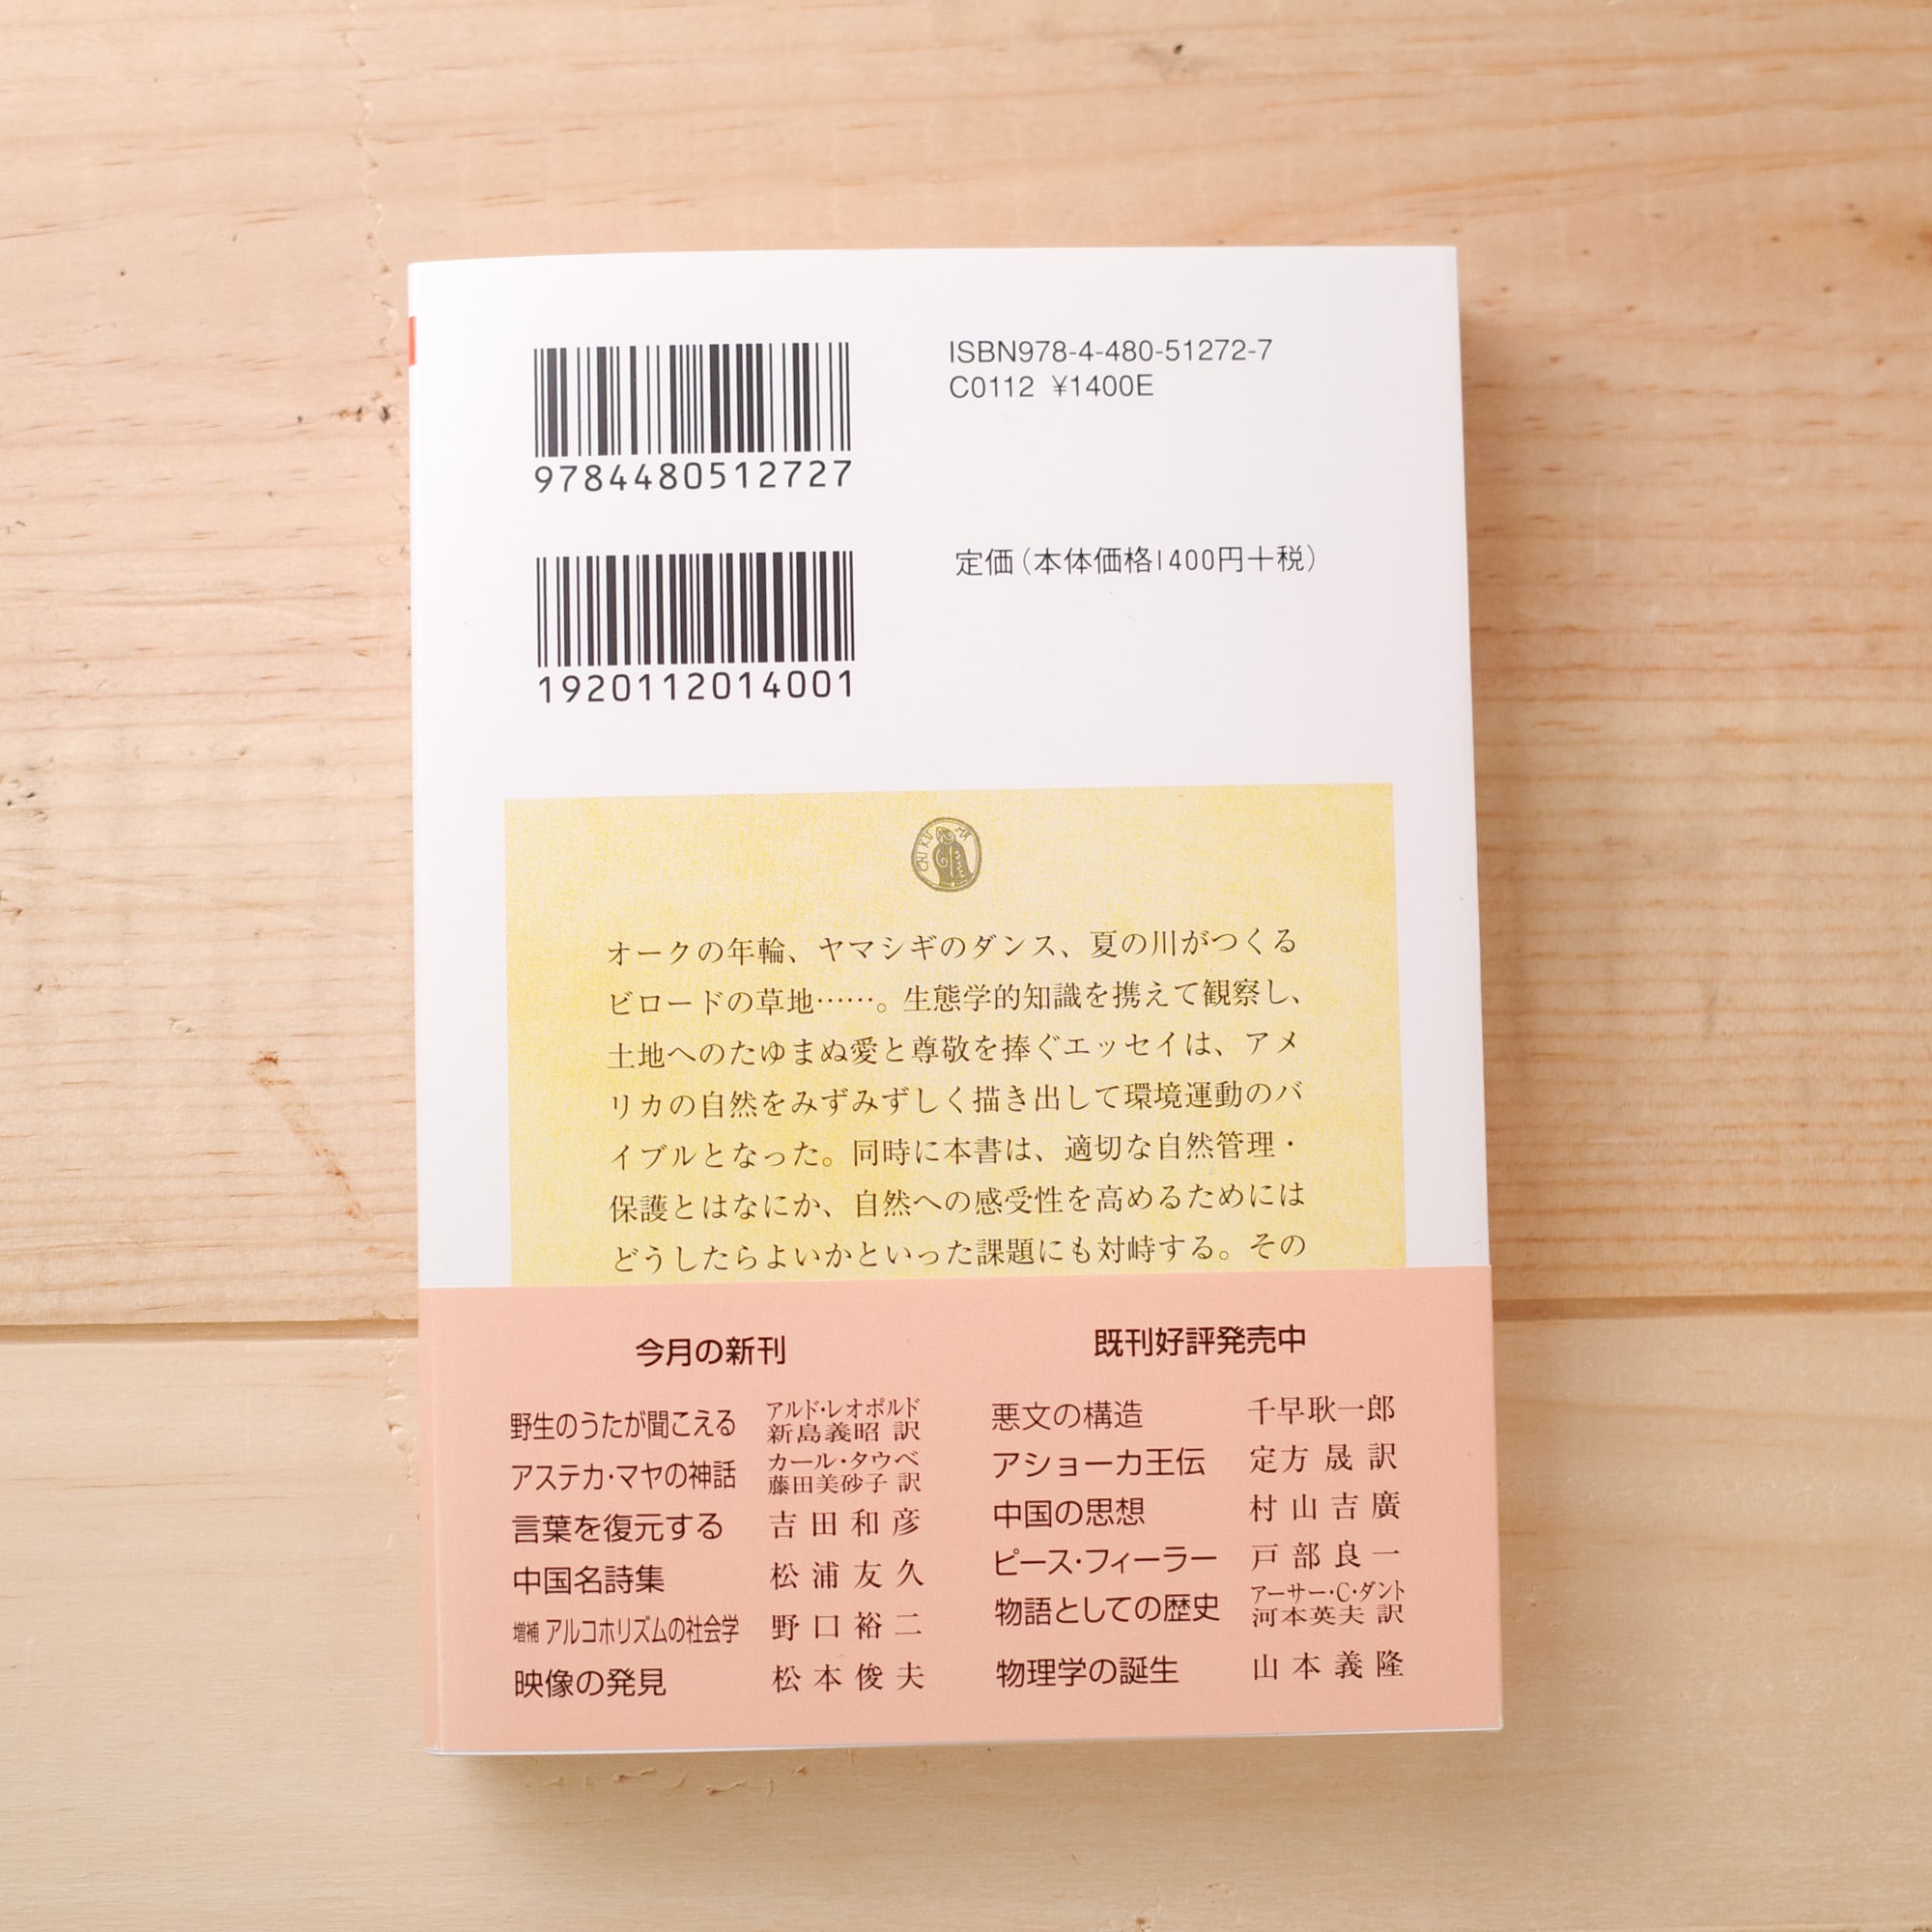 ISBN978-4-480-51272-7
C0112 ¥1400E
9784480512727
定価(本体価格1400円+税)
1920112014001
CHIKUMA
オークの年輪、ヤマシギのダンス、夏の川がつくる
ビロードの草地……。生態学的知識を携えて観察し、
土地へのたゆまぬ愛と尊敬を捧ぐエッセイは、アメ
リカの自然をみずみずしく描き出して環境運動のバ
イブルとなった。同時に本書は、適切な自然管理・
保護とはなにか、自然への感受性を高めるためには
どうしたらよいかといった課題にも対峙する。その
今月の新刊
野生のうたが聞こえる アルド・レオポルド
新島義昭 訳
アステカ・マヤの神話 カール・タウベ
藤田美砂子 訳
言葉を復元する 吉田和彦
中国名詩集 松浦友久
増補 アルコホリズムの社会学 野口裕二
映像の発見 松本俊夫
既刊好評発売中
悪文の構造 千早耿一郎
アショーカ王伝 定方晟 訳
中国の思想 村山吉廣
ピース・フィーラー 戸部良一
物語としての歴史 アーサー・C・ダント
河本英夫 訳
物理学の誕生 山本義隆